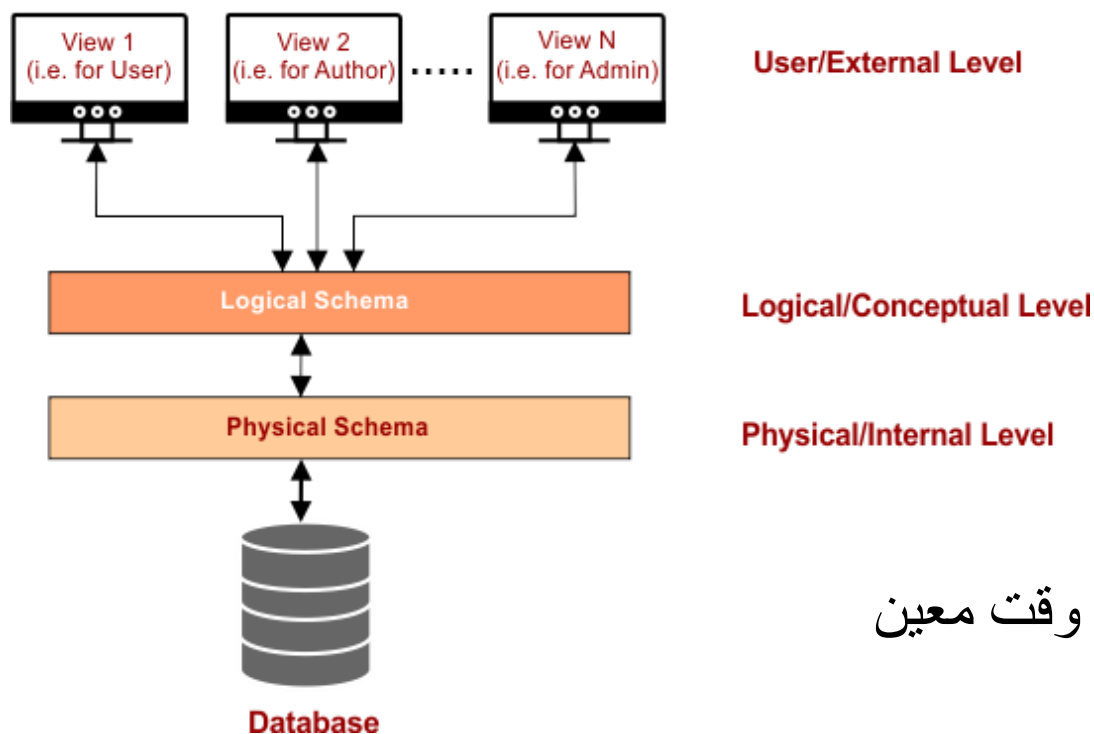 View 1
(i.e. for User)
View 2
(i.e. for Author)
.....
View N
(i.e. for Admin)
User/External Level
Logical Schema
Logical/Conceptual Level
Physical Schema
Physical/Internal Level
وقت معين
Database